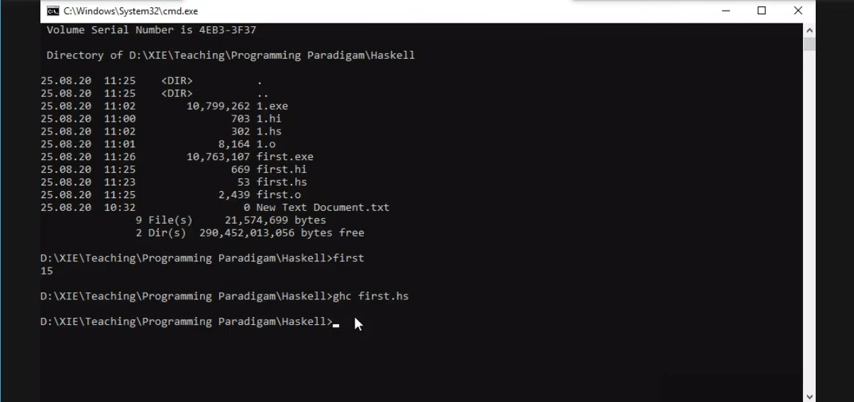 C:\Windows\System32\cmd.exe
Volume Serial Number is 4EB3-3F37
Directory of D:\XIE\Teaching\Programming Paradigam\Haskell
25.08.20 11:25 <DIR> .
25.08.20 11:25 <DIR> ..
25.08.20 11:02 10,799,262 1.exe
25.08.20 11:00 703 1.hi
25.08.20 11:02 302 1.hs
25.08.20 11:01 8,164 1.o
25.08.20 11:26 10,763,107 first.exe
25.08.20 11:25 669 first.hi
25.08.20 11:23 53 first.hs
25.08.20 11:25 2,439 first.o
25.08.20 10:32 0 New Text Document.txt
9 File(s) 21,574,699 bytes
2 Dir(s) 290,452,013,056 bytes free
D:\XIE\Teaching\Programming Paradigam\Haskell>first
15
D:\XIE\Teaching\Programming Paradigam\Haskell>ghc first.hs
D:\XIE\Teaching\Programming Paradigam\Haskell>